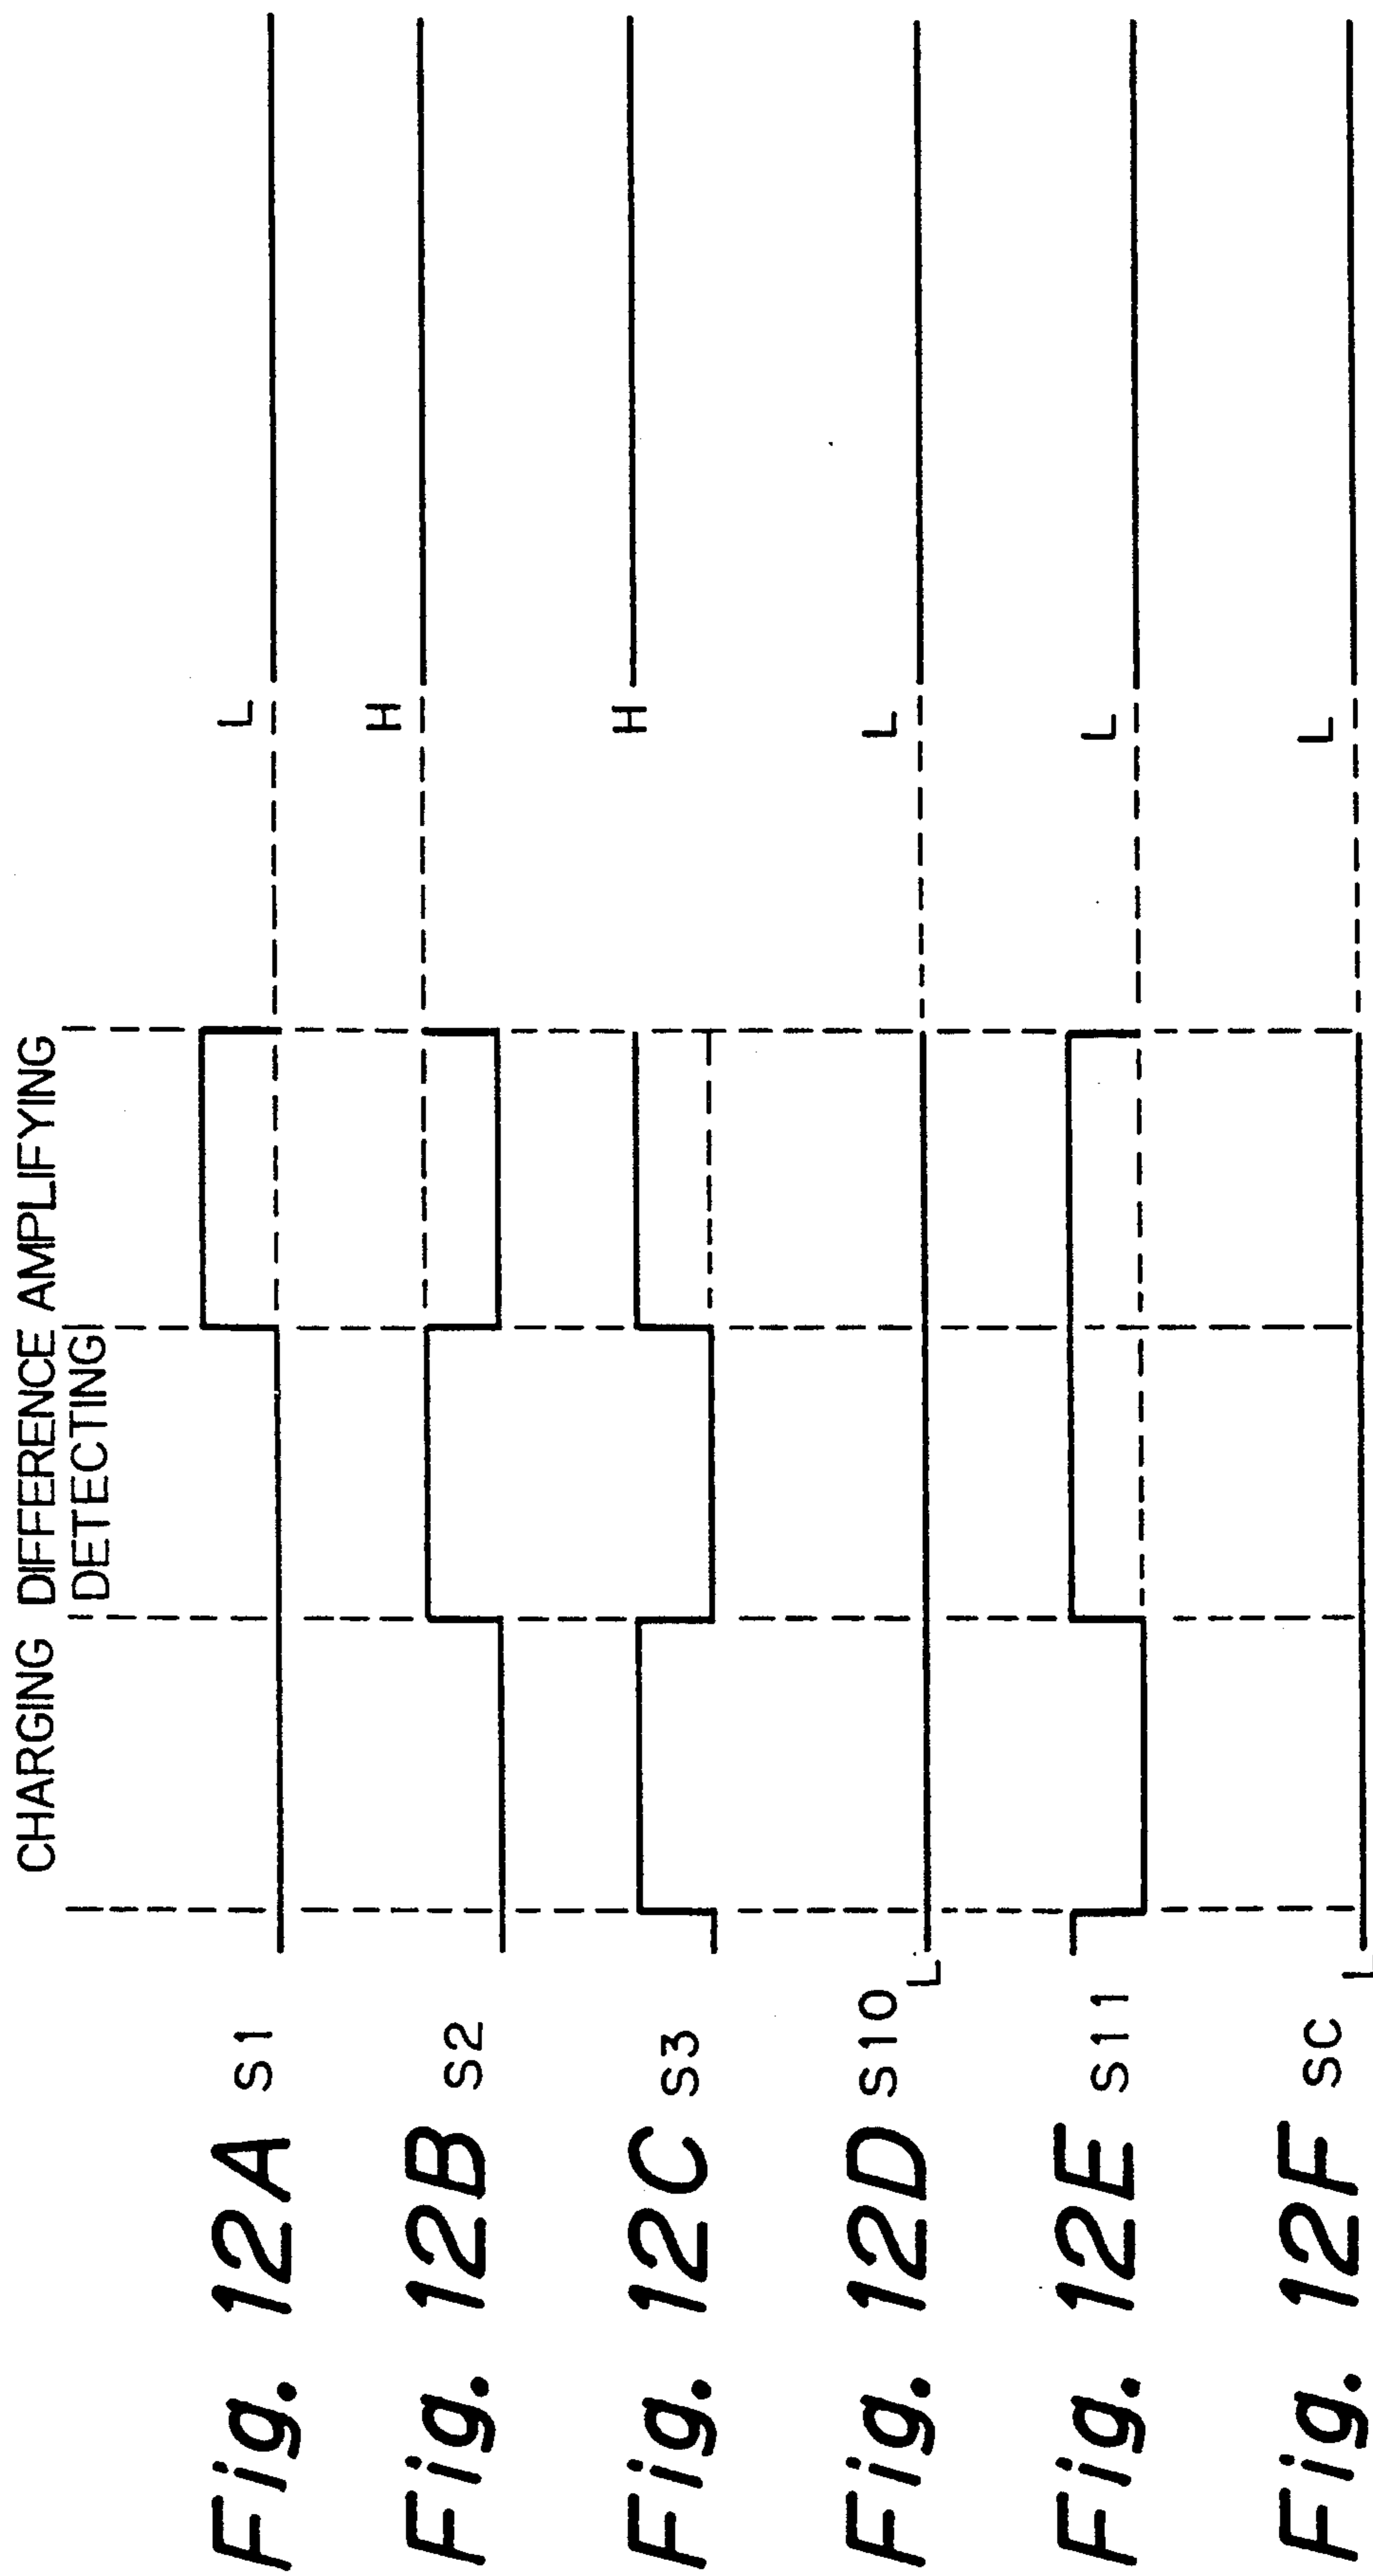 CHARGING DIFFERENCE AMPLIFYING
DETECTING
Fig. 12A S1 L
Fig. 12B S2 H
Fig. 12C S3 H
Fig. 12D S10 L L
Fig. 12E S11 L
Fig. 12F SC L L